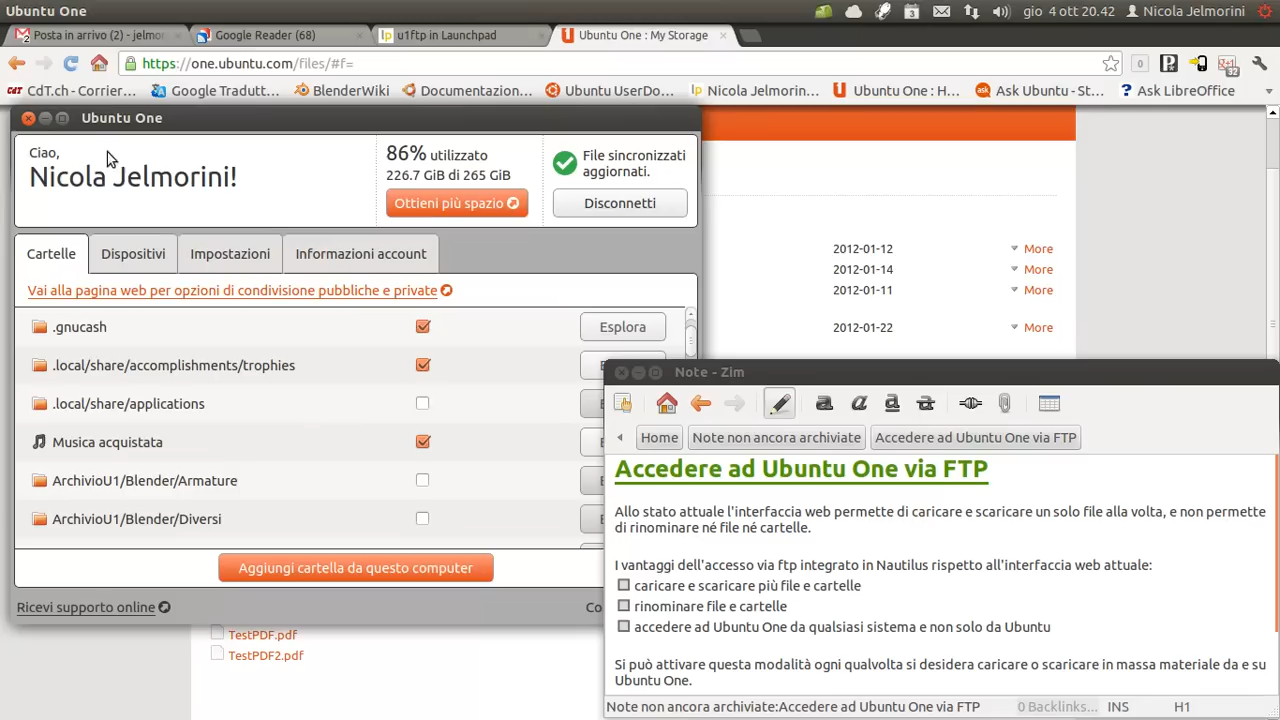 Ubuntu One
3
gio 4 ott 20.42
Nicola Jelmorini
Posta in arrivo (2) - jelmo
Google Reader (68)
u1ftp in Launchpad
Ubuntu One : My Storage
https://one.ubuntu.com/files/#f=
0
32
CdT.ch - Corrier...
Google Tradutt...
BlenderWiki
Documentazion...
Ubuntu UserDo...
Nicola Jelmorin...
Ubuntu One : H...
Ask Ubuntu - St...
Ask LibreOffice
Ubuntu One
Ciao,
Nicola Jelmorini!
86% utilizzato
226.7 GiB di 265 GiB
Ottieni più spazio
File sincronizzati
aggiornati.
Disconnetti
Cartelle
Dispositivi
Impostazioni
Informazioni account
Vai alla pagina web per opzioni di condivisione pubbliche e private
.gnucash
Esplora
.local/share/accomplishments/trophies
.local/share/applications
Musica acquistata
ArchivioU1/Blender/Armature
ArchivioU1/Blender/Diversi
Aggiungi cartella da questo computer
Ricevi supporto online
Co
2012-01-12
More
2012-01-14
More
2012-01-11
More
2012-01-22
More
TestPDF.pdf
TestPDF2.pdf
Note - Zim
Home
Note non ancora archiviate
Accedere ad Ubuntu One via FTP
Accedere ad Ubuntu One via FTP
Allo stato attuale l'interfaccia web permette di caricare e scaricare un solo file alla volta, e non permette
di rinominare né file né cartelle.
I vantaggi dell'accesso via ftp integrato in Nautilus rispetto all'interfaccia web attuale:
caricare e scaricare più file e cartelle
rinominare file e cartelle
accedere ad Ubuntu One da qualsiasi sistema e non solo da Ubuntu
Si può attivare questa modalità ogni qualvolta si desidera caricare o scaricare in massa materiale da e su
Ubuntu One.
Note non ancora archiviate:Accedere ad Ubuntu One via FTP
0 Backlinks...
INS
H1